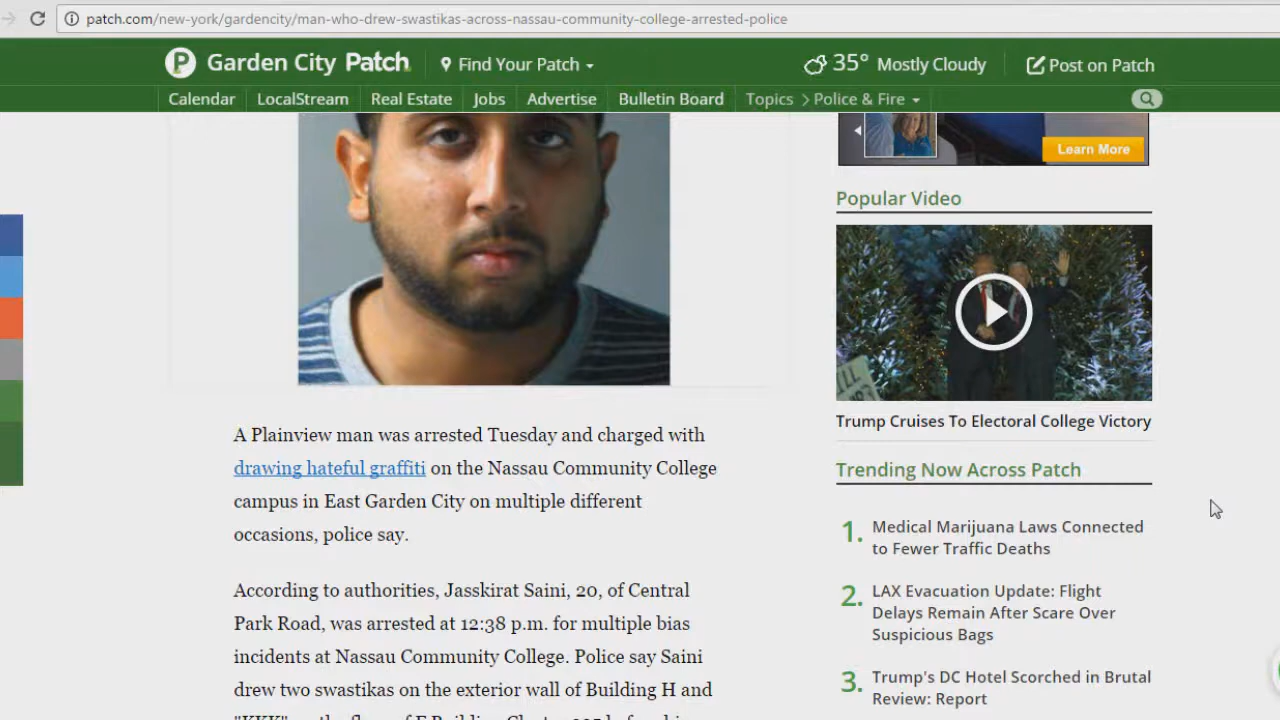 patch.com/new-york/gardencity/man-who-drew-swastikas-across-nassau-community-college-arrested-police
P Garden City Patch Find Your Patch 35° Mostly Cloudy Post on Patch
Calendar LocalStream Real Estate Jobs Advertise Bulletin Board Topics > Police & Fire
Learn More
Popular Video
Trump Cruises To Electoral College Victory
A Plainview man was arrested Tuesday and charged with
drawing hateful graffiti on the Nassau Community College
campus in East Garden City on multiple different
occasions, police say.
According to authorities, Jasskirat Saini, 20, of Central
Park Road, was arrested at 12:38 p.m. for multiple bias
incidents at Nassau Community College. Police say Saini
drew two swastikas on the exterior wall of Building H and
Trending Now Across Patch
1. Medical Marijuana Laws Connected
to Fewer Traffic Deaths
2. LAX Evacuation Update: Flight
Delays Remain After Scare Over
Suspicious Bags
3. Trump's DC Hotel Scorched in Brutal
Review: Report